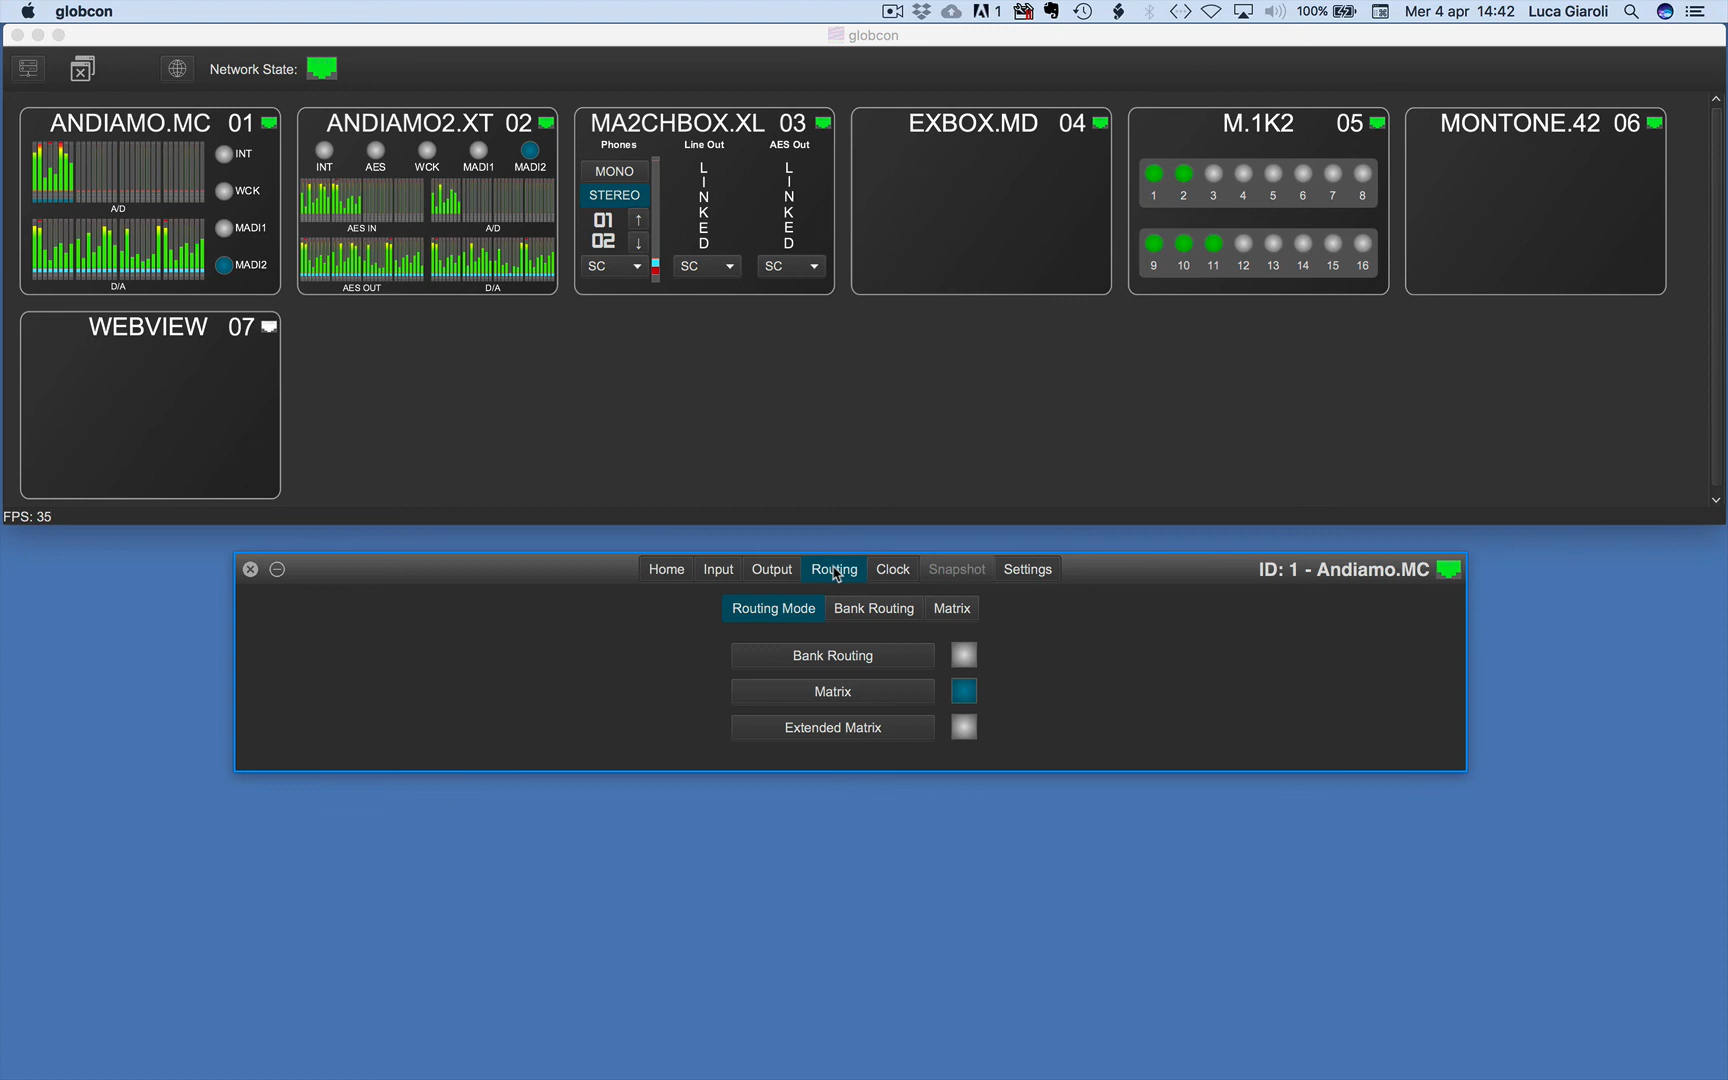 globcon
1
100%
Mer 4 apr 14:42
Luca Giaroli
globcon
Network State:
ANDIAMO.MC 01
INT
WCK
MADI1
MADI2
A/D
D/A
ANDIAMO2.XT 02
INT AES WCK MADI1 MADI2
AES IN A/D
AES OUT D/A
MA2CHBOX.XL 03
Phones Line Out AES Out
MONO
STEREO
01
02
LINKED
LINKED
SC SC SC
EXBOX.MD 04
M.1K2 05
1 2 3 4 5 6 7 8
9 10 11 12 13 14 15 16
MONTONE.42 06
WEBVIEW 07
FPS: 35
Home Input Output Routing Clock Snapshot Settings
ID: 1 - Andiamo.MC
Routing Mode Bank Routing Matrix
Bank Routing
Matrix
Extended Matrix